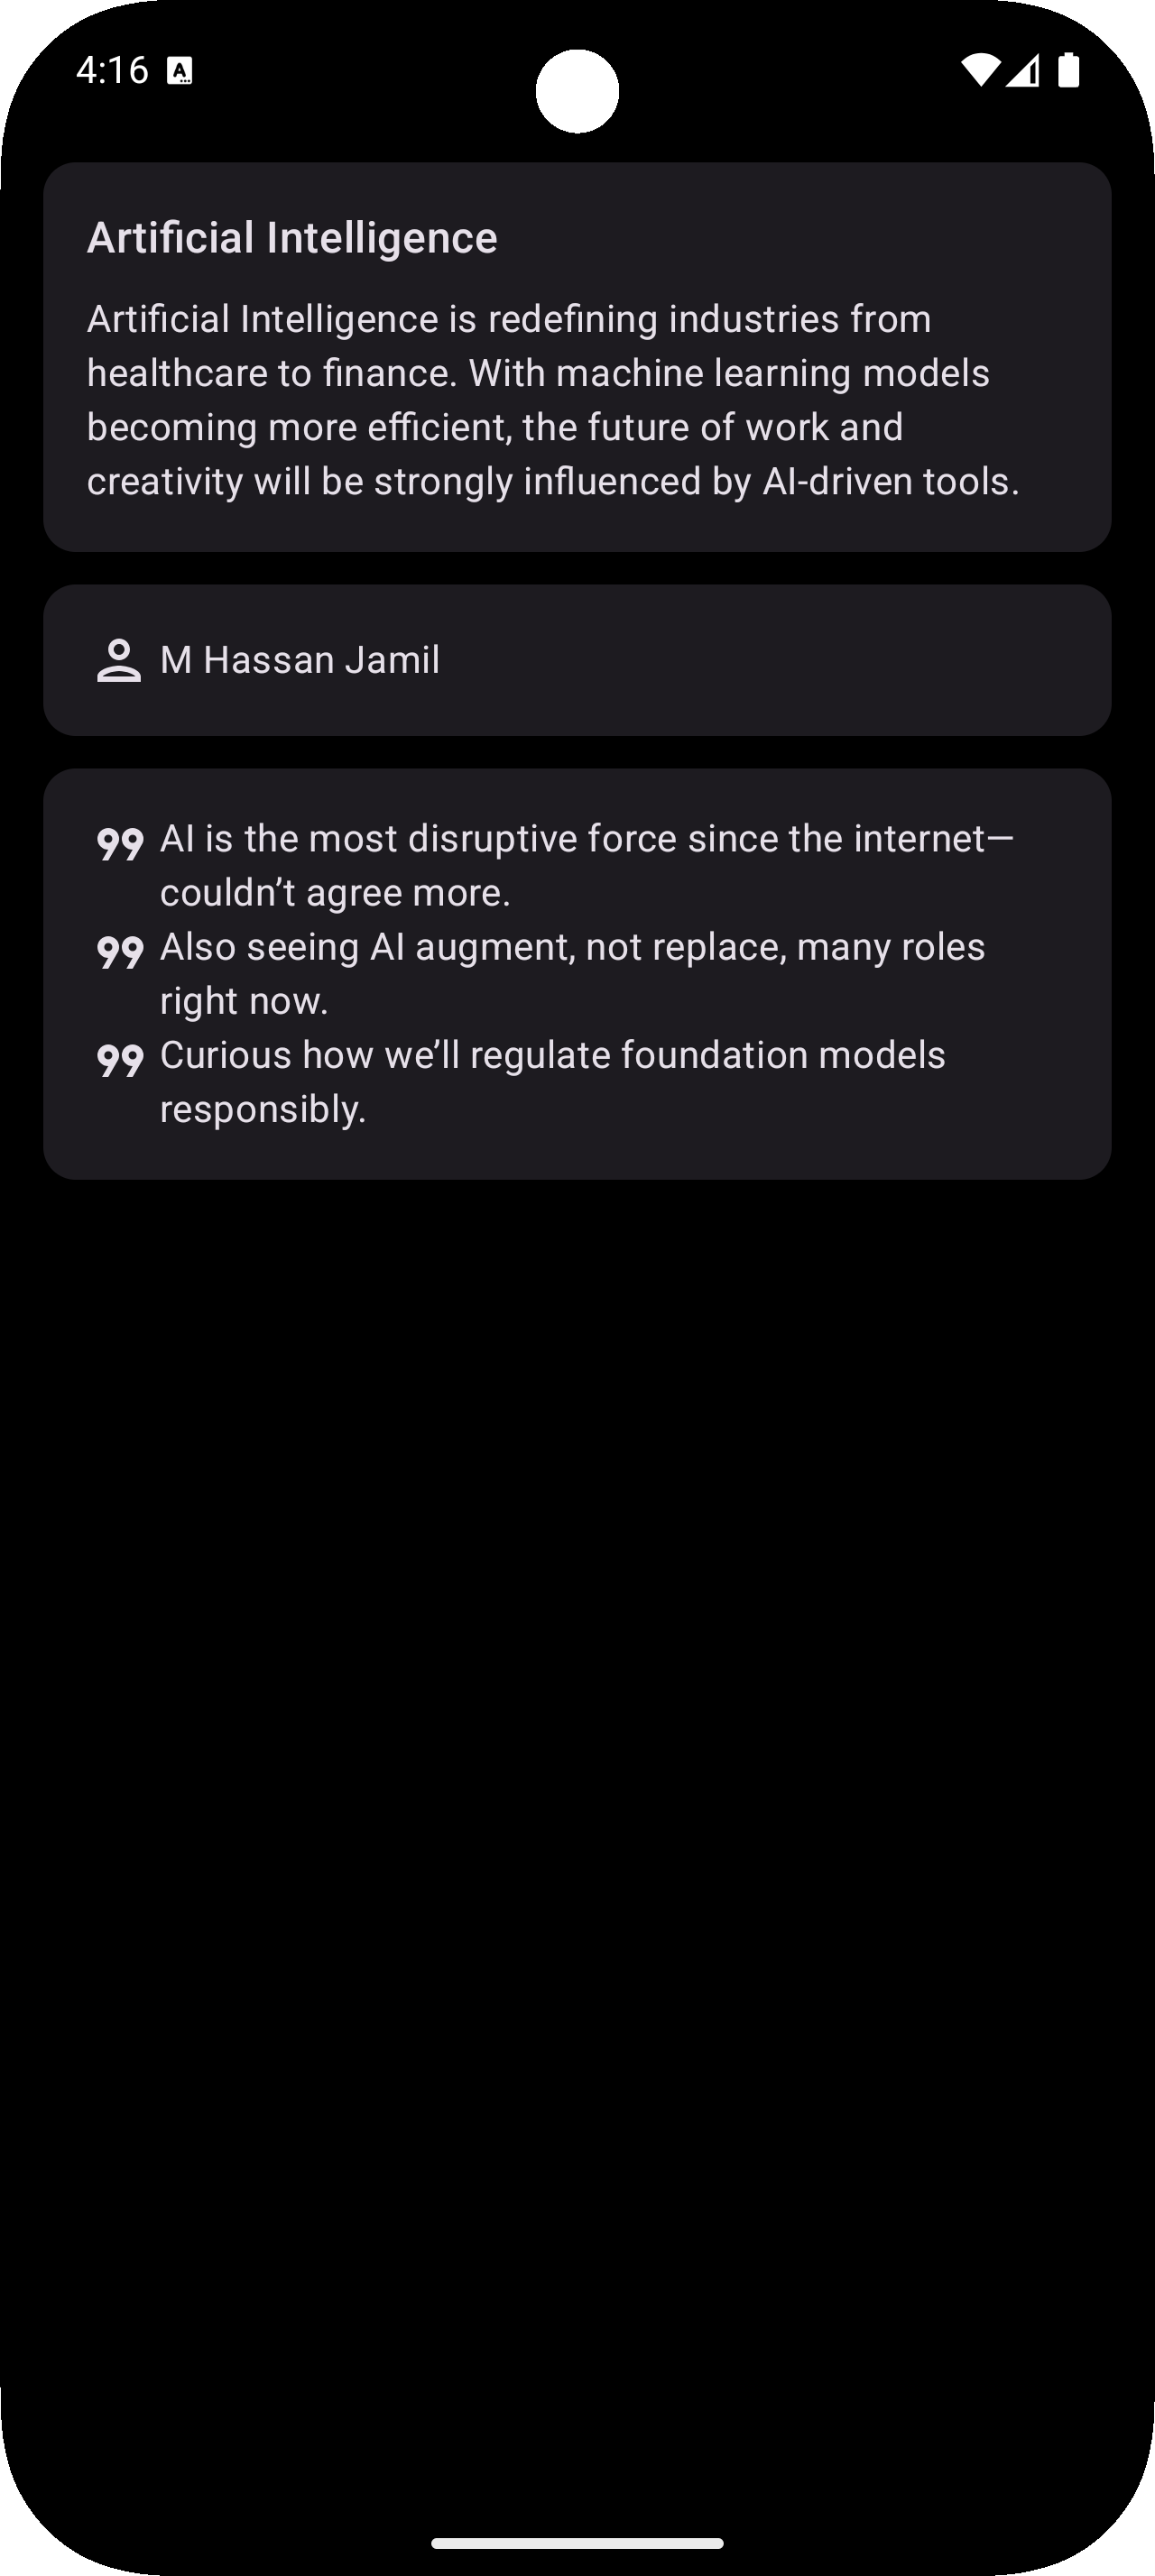 4:16
Artificial Intelligence
Artificial Intelligence is redefining industries from
healthcare to finance. With machine learning models
becoming more efficient, the future of work and
creativity will be strongly influenced by AI-driven tools.
M Hassan Jamil
AI is the most disruptive force since the internet—
couldn’t agree more.
Also seeing AI augment, not replace, many roles
right now.
Curious how we’ll regulate foundation models
responsibly.